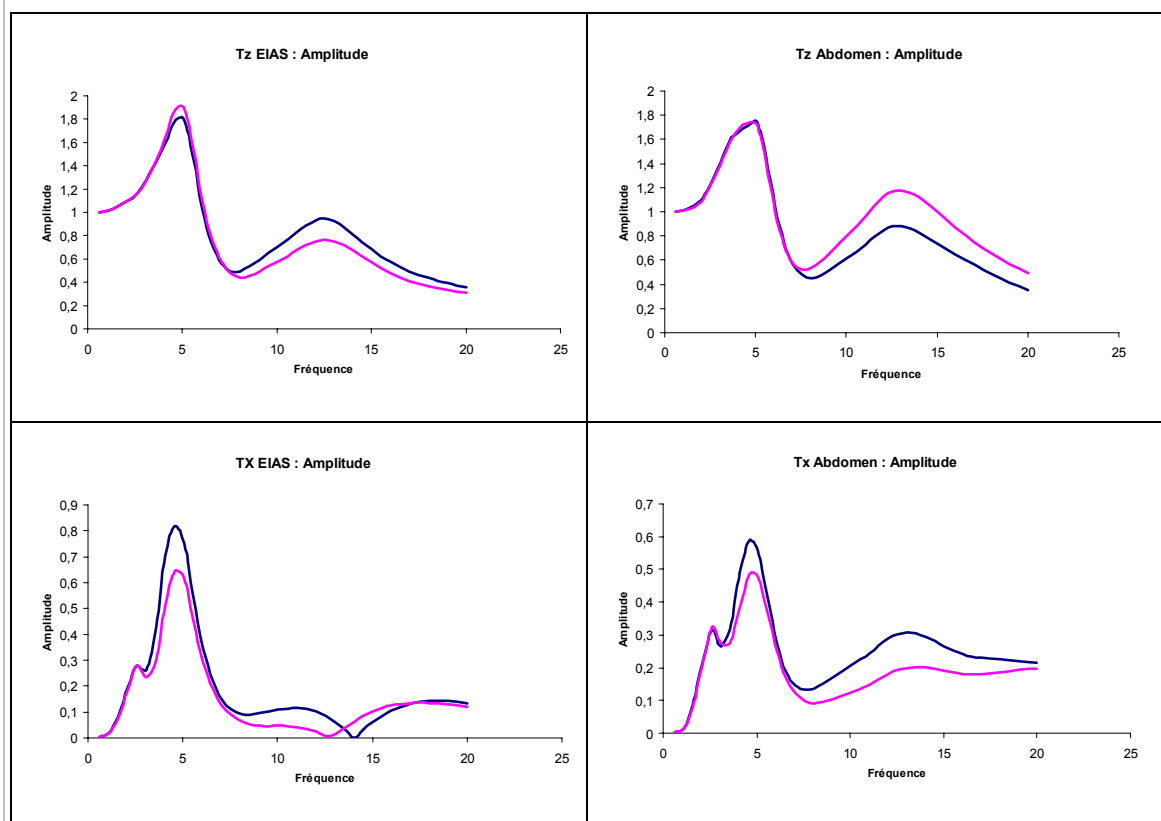 Tz EIAS : Amplitude
2
1,8
1,6
1,4
1,2
1
0,8
0,6
0,4
0,2
0
Amplitude
0 5 10 15 20 25
Fréquence
Tz Abdomen : Amplitude
2
1,8
1,6
1,4
1,2
1
0,8
0,6
0,4
0,2
0
Amplitude
0 5 10 15 20 25
Fréquence
TX EIAS : Amplitude
0,9
0,8
0,7
0,6
0,5
0,4
0,3
0,2
0,1
0
Amplitude
0 5 10 15 20 25
Fréquence
Tx Abdomen : Amplitude
0,7
0,6
0,5
0,4
0,3
0,2
0,1
0
Amplitude
0 5 10 15 20 25
Fréquence